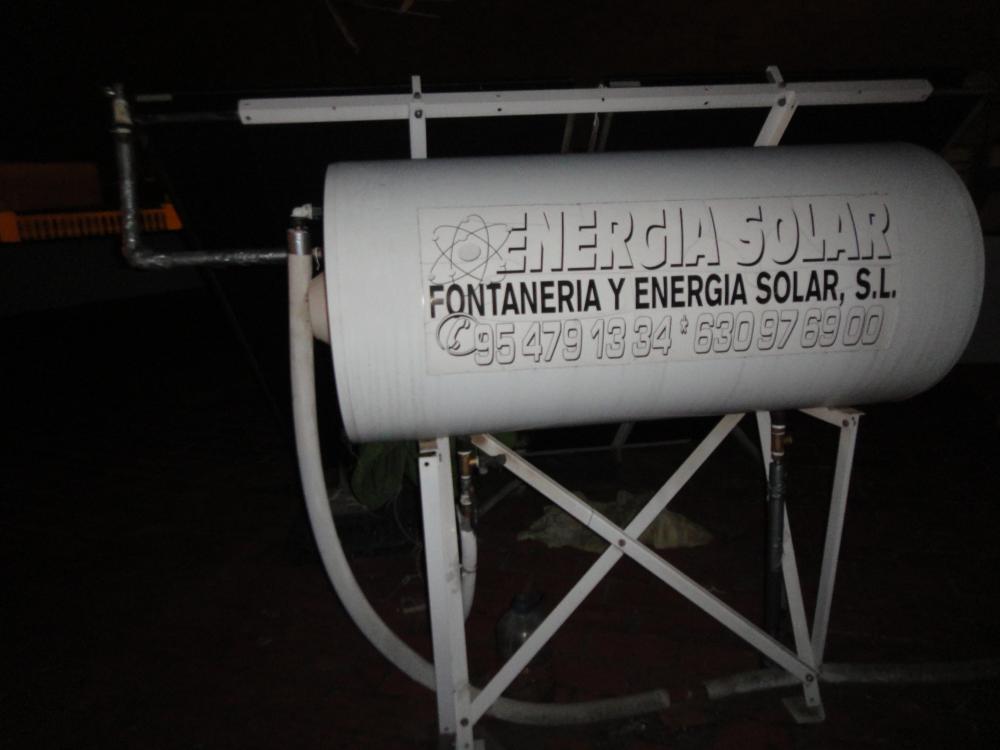 ENERGIA SOLAR
FONTANERIA Y ENERGIA SOLAR, S.L.
95 479 13 34 * 630 97 69 00